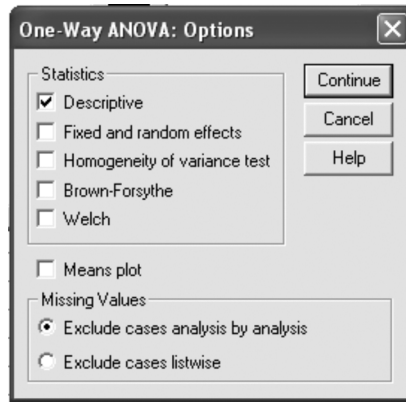 One-Way ANOVA: Options
Statistics
Descriptive
Fixed and random effects
Homogeneity of variance test
Brown-Forsythe
Welch
Continue
Cancel
Help
Means plot
Missing Values
Exclude cases analysis by analysis
Exclude cases listwise